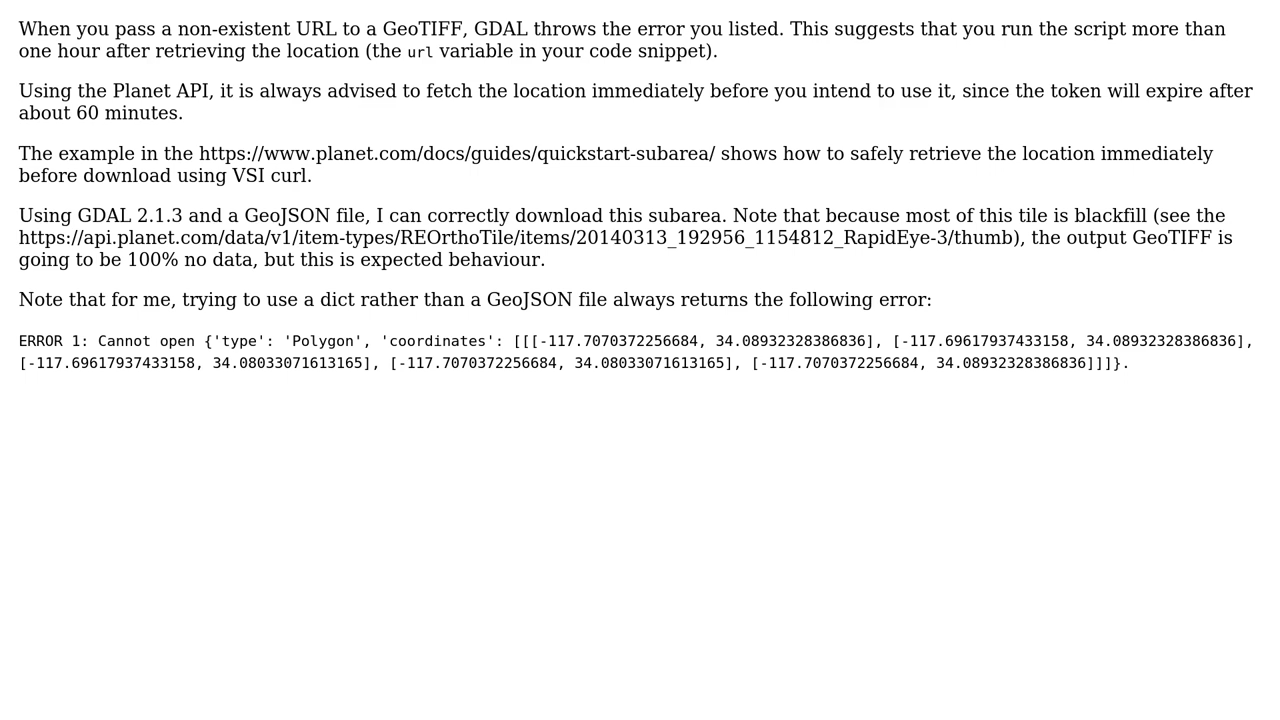 When you pass a non-existent URL to a GeoTIFF, GDAL throws the error you listed. This suggests that you run the script more than
one hour after retrieving the location (the url variable in your code snippet).
Using the Planet API, it is always advised to fetch the location immediately before you intend to use it, since the token will expire after
about 60 minutes.
The example in the https://www.planet.com/docs/guides/quickstart-subarea/ shows how to safely retrieve the location immediately
before download using VSI curl.
Using GDAL 2.1.3 and a GeoJSON file, I can correctly download this subarea. Note that because most of this tile is blackfill (see the
https://api.planet.com/data/v1/item-types/REOrthoTile/items/20140313_192956_1154812_RapidEye-3/thumb), the output GeoTIFF is
going to be 100% no data, but this is expected behaviour.
Note that for me, trying to use a dict rather than a GeoJSON file always returns the following error:
ERROR 1: Cannot open {'type': 'Polygon', 'coordinates': [[[-117.7070372256684, 34.08932328386836], [-117.69617937433158, 34.08932328386836],
[-117.69617937433158, 34.08033071613165], [-117.7070372256684, 34.08033071613165], [-117.7070372256684, 34.08932328386836]]]}.